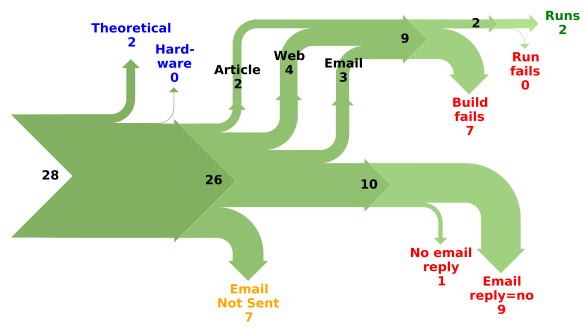 Theoretical
2
Hard-
ware
0
Article
2
Web
4
Email
3
9
2
Runs
2
Run
fails
0
Build
fails
7
28
26
10
No email
reply
1
Email
reply=no
9
Email
Not Sent
7